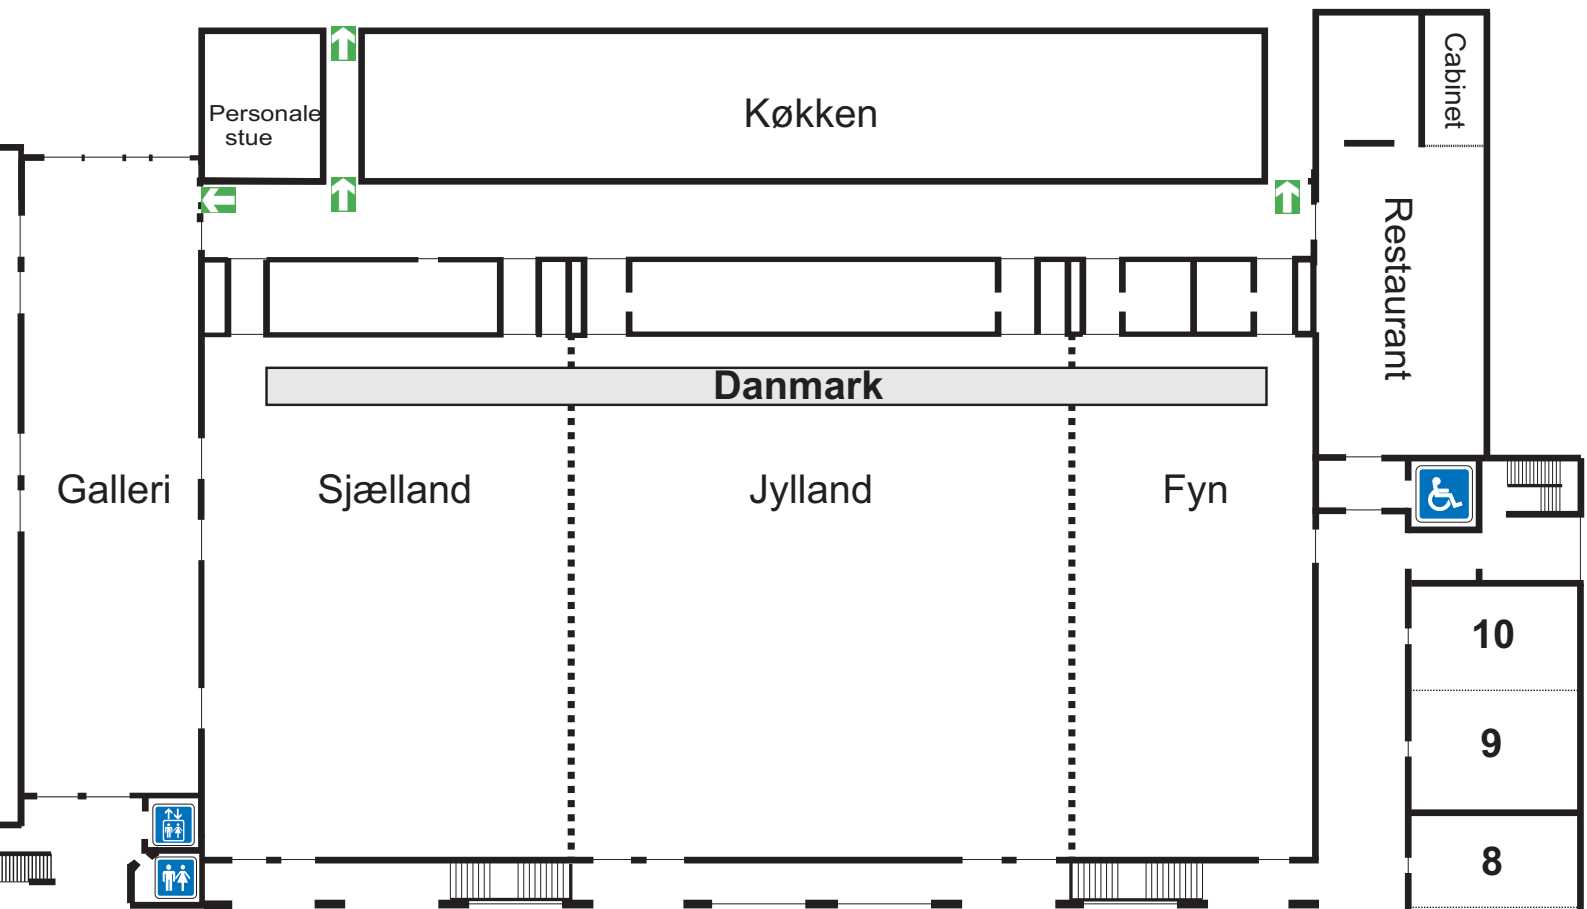 Personale
stue
Køkken
Cabinet
Restaurant
Danmark
Galleri
Sjælland
Jylland
Fyn
10
9
8